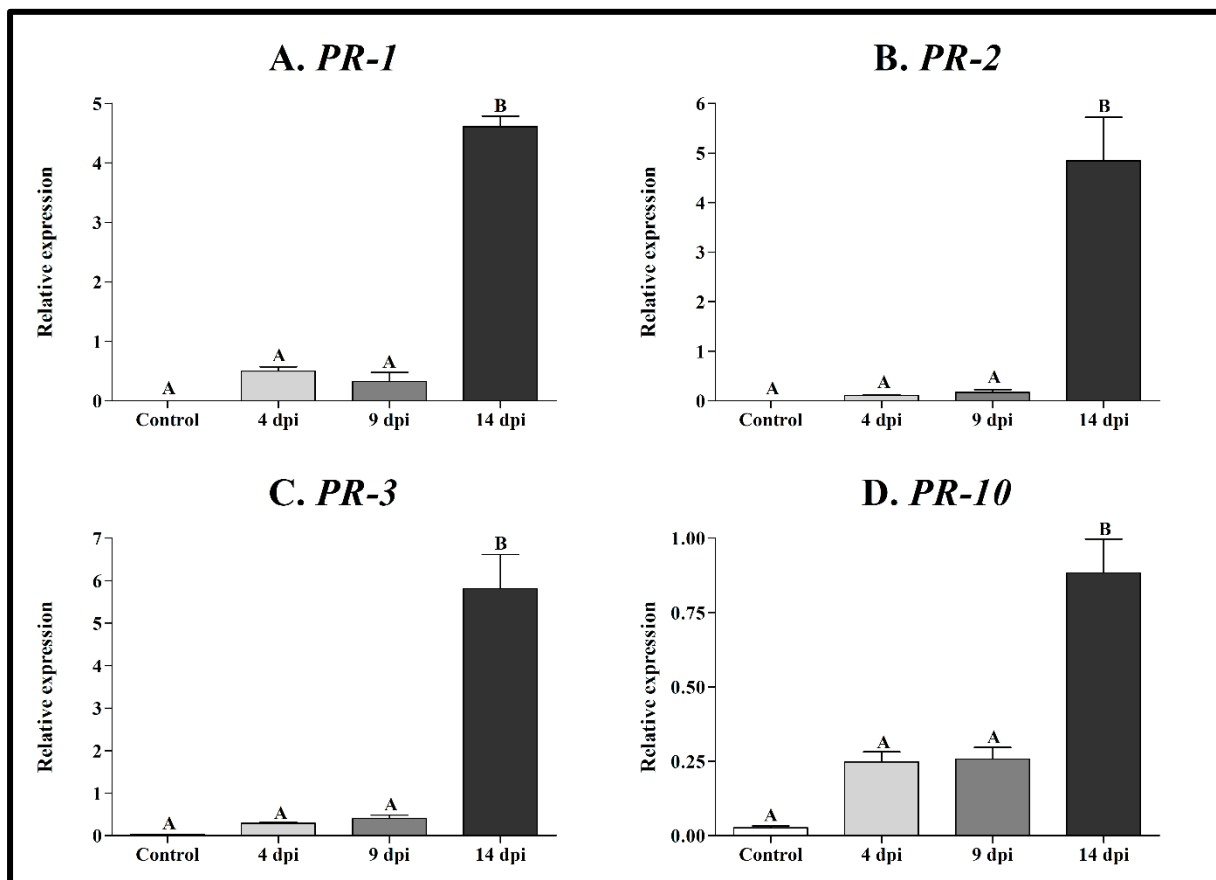 A. PR-1
B. PR-2
Relative expression
5
4
3
2
1
0
A
A
A
B
Control
4 dpi
9 dpi
14 dpi
Relative expression
6
5
4
3
2
1
0
A
A
A
B
Control
4 dpi
9 dpi
14 dpi
C. PR-3
D. PR-10
Relative expression
7
6
5
4
3
2
1
0
A
A
A
B
Control
4 dpi
9 dpi
14 dpi
Relative expression
1.00
0.75
0.50
0.25
0.00
A
A
A
B
Control
4 dpi
9 dpi
14 dpi